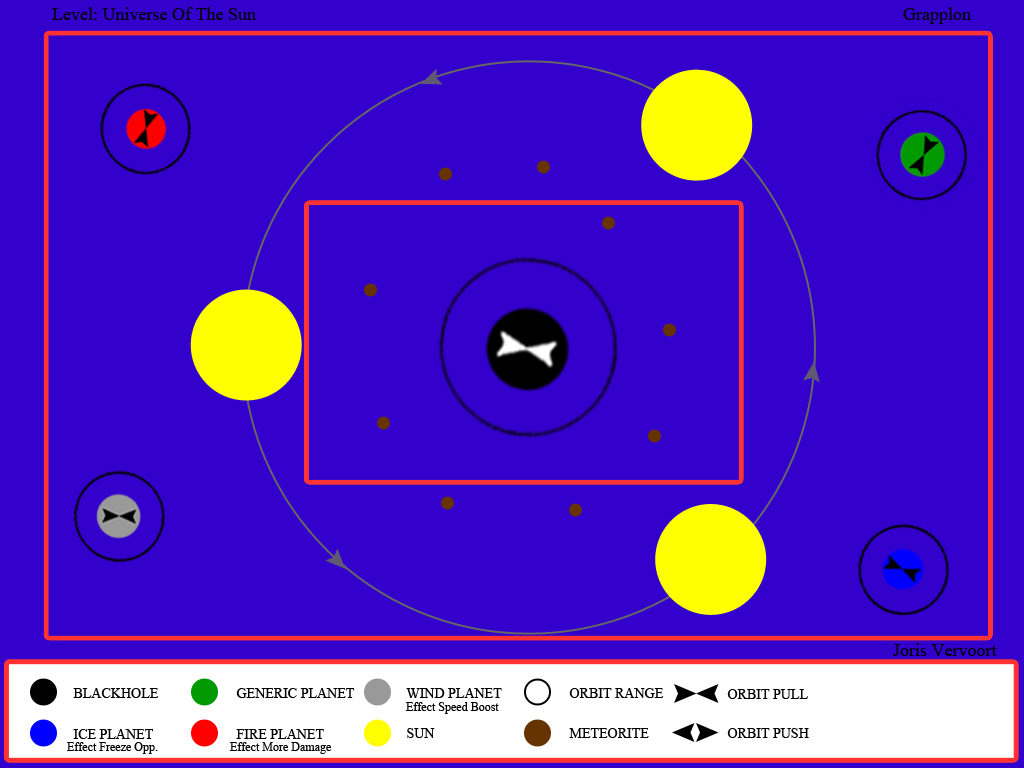 Level: Universe Of The Sun
Grapplon
Joris Vervoort
BLACKHOLE
GENERIC PLANET
WIND PLANET
Effect Speed Boost
ORBIT RANGE
ORBIT PULL
ICE PLANET
Effect Freeze Opp.
FIRE PLANET
Effect More Damage
SUN
METEORITE
ORBIT PUSH